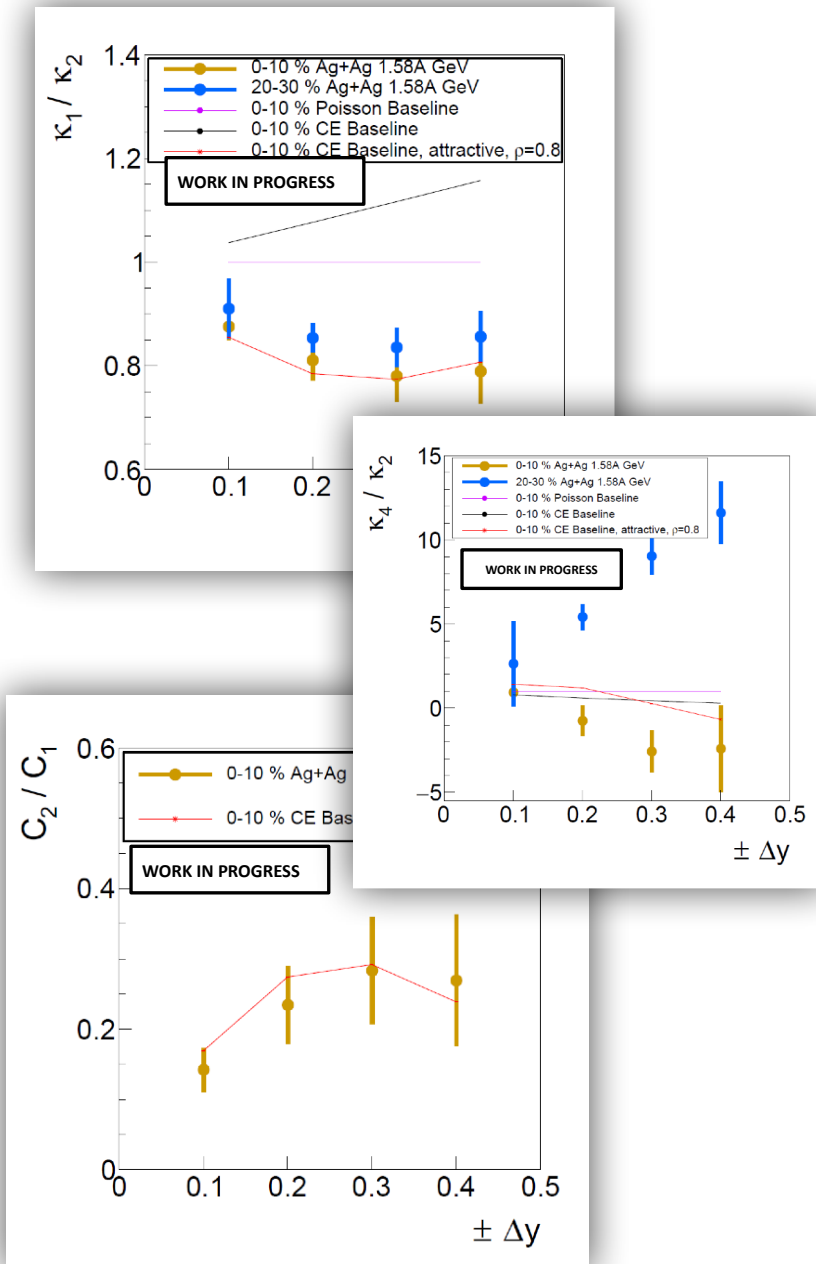 κ₁ / κ₂
1.4
1.2
1
0.8
0.6
0-10 % Ag+Ag 1.58A GeV
20-30 % Ag+Ag 1.58A GeV
0-10 % Poisson Baseline
0-10 % CE Baseline
0-10 % CE Baseline, attractive, ρ=0.8
WORK IN PROGRESS
0 0.1 0.2
κ₄ / κ₂
15
10
5
0
−5
0-10 % Ag+Ag 1.58A GeV
20-30 % Ag+Ag 1.58A GeV
0-10 % Poisson Baseline
0-10 % CE Baseline
0-10 % CE Baseline, attractive, ρ=0.8
WORK IN PROGRESS
0 0.1 0.2 0.3 0.4 0.5
± Δy
C₂ / C₁
0.6
0.4
0.2
0
0-10 % Ag+Ag
0-10 % CE Bas
WORK IN PROGRESS
0 0.1 0.2 0.3 0.4 0.5
± Δy